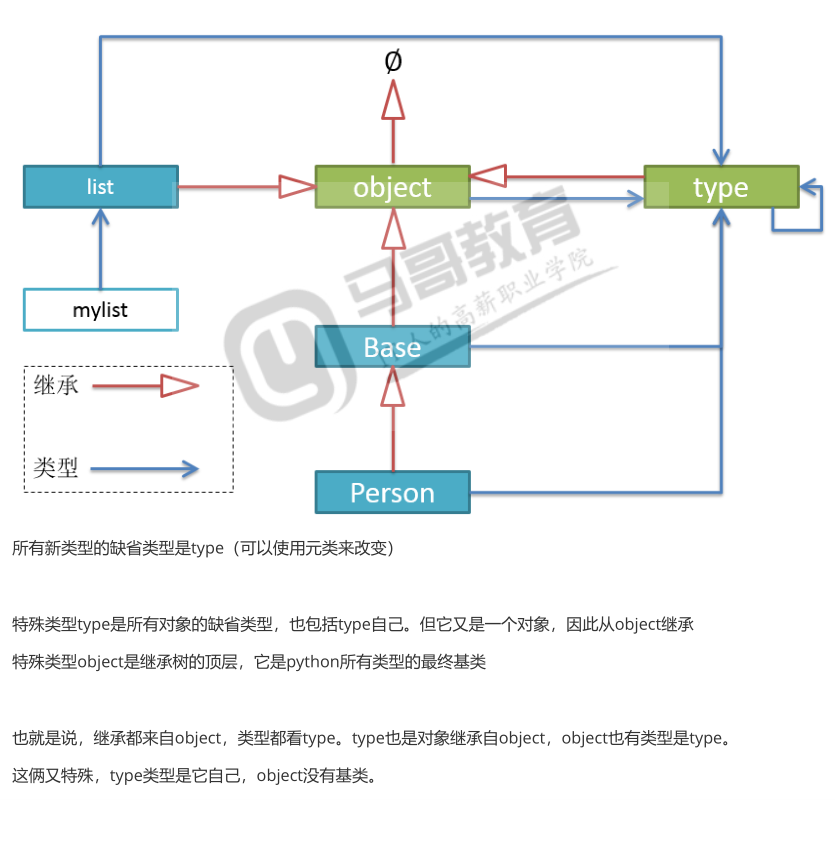 Ø
list
object
type
mylist
马哥教育
人的高薪职业学院
Base
继承
类型
Person
所有新类型的缺省类型是type（可以使用元类来改变）
特殊类型type是所有对象的缺省类型，也包括type自己。但它又是一个对象，因此从object继承
特殊类型object是继承树的顶层，它是python所有类型的最终基类
也就是说，继承都来自object，类型都看type。type也是对象继承自object，object也有类型是type。
这俩又特殊，type类型是它自己，object没有基类。